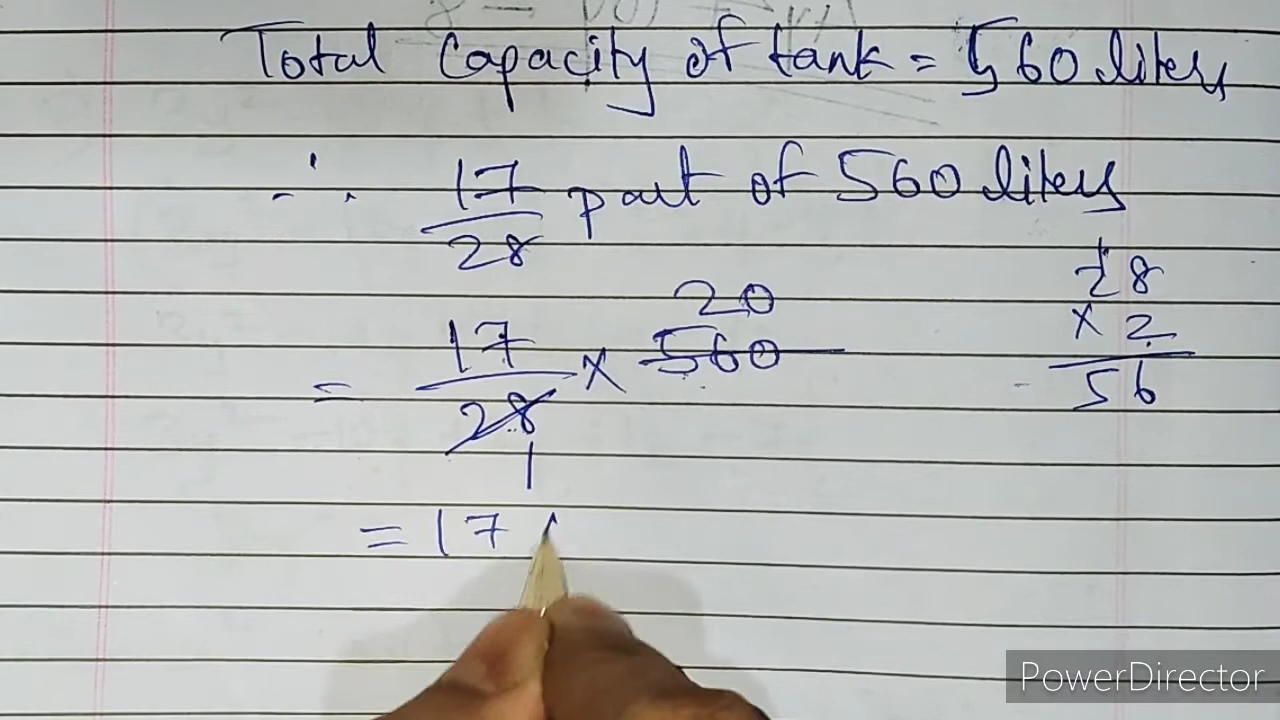 Total Capacity of tank = 560 liters
∴ 17/28 part of 560 liters
28
× 2
56
20
= 17/28 × 560
1
= 17
PowerDirector